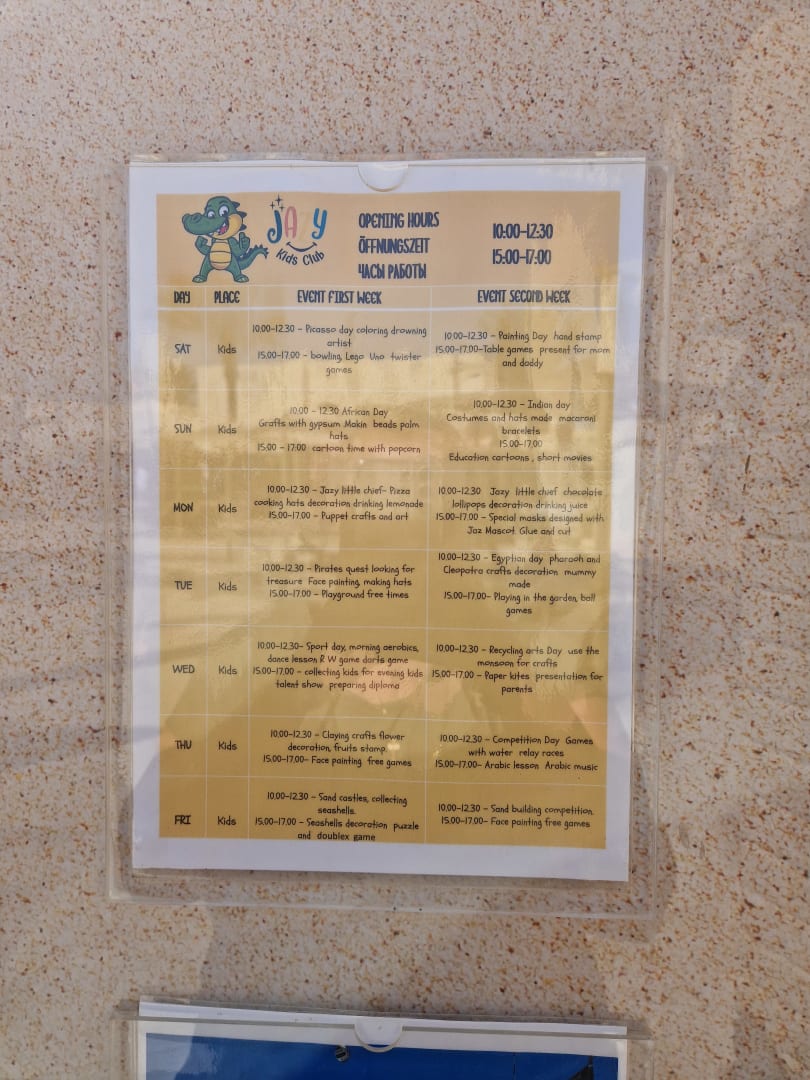 JAZY
Kids Club
OPENING HOURS
ÖFFNUNGSZEIT
ЧАСЫ РАБОТЫ
10:00-12:30
15:00-17:00
DAY PLACE EVENT FIRST WEEK EVENT SECOND WEEK
SAT Kids
10.00-12.30 - Picasso day coloring drowning
artist
15.00-17.00 - bowling, Lego Uno twister
games
10.00-12.30 - Painting Day hand stamp
15.00-17.00-Table games present for mom
and daddy
SUN Kids
10.00 - 12.30 African Day
Grafts with gypsum Makin beads palm
hats
15.00 - 17.00 cartoon time with popcorn
10.00-12.30 - Indian day
Costumes and hats made macaroni
bracelets
15.00-17.00
Education cartoons , short movies
MON Kids
10.00-12.30 - Jazy little chief- Pizza
cooking hats decoration drinking lemonade
15.00-17.00 - Puppet crafts and art
10.00-12.30 Jazy little chief chocolate
lollipops decoration drinking juice
15.00-17.00 - Special masks designed with
Jaz Mascot Glue and cut
TUE Kids
10.00-12.30 - Pirates quest looking for
treasure Face painting, making hats
15.00-17.00 - Playground free times
10.00-12.30 - Egyptian day pharaoh and
Cleopatra crafts decoration mummy
made
15.00-17.00- Playing in the garden, ball
games
WED Kids
10.00-12.30- Sport day, morning aerobics,
dance lesson R W game darts game
15.00-17.00 - collecting kids for evening kids
talent show preparing diploma
10.00-12.30 - Recycling arts Day use the
monsoon for crafts
15.00-17.00 - Paper kites presentation for
parents
THU Kids
10.00-12.30 - Claying crafts flower
decoration, fruits stamp.
15.00-17.00- Face painting free games
10.00-12.30 - Competition Day Games
with water relay races
15.00-17.00- Arabic lesson Arabic music
FRI Kids
10.00-12.30 - Sand castles, collecting
seashells.
15.00-17.00 - Seashells decoration puzzle
and doublex game
10.00-12.30 - Sand building competition.
15.00-17.00- Face painting free games